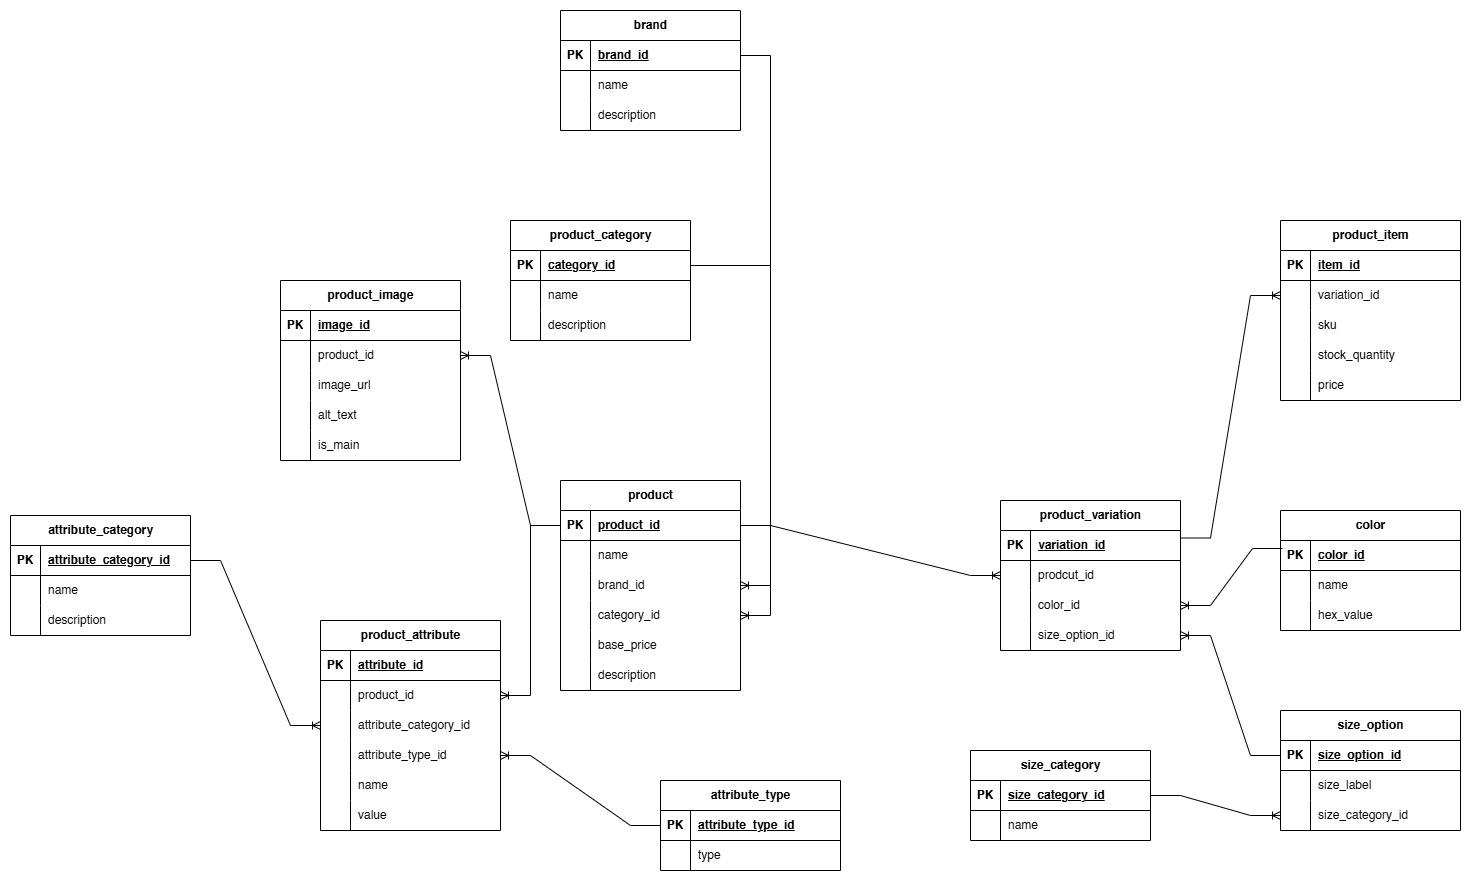 brand
PK brand_id
name
description
product_category
PK category_id
name
description
product_item
PK item_id
variation_id
sku
stock_quantity
price
product_image
PK image_id
product_id
image_url
alt_text
is_main
product
PK product_id
name
brand_id
category_id
base_price
description
product_variation
PK variation_id
prodcut_id
color_id
size_option_id
color
PK color_id
name
hex_value
attribute_category
PK attribute_category_id
name
description
product_attribute
PK attribute_id
product_id
attribute_category_id
attribute_type_id
name
value
size_option
PK size_option_id
size_label
size_category_id
size_category
PK size_category_id
name
attribute_type
PK attribute_type_id
type